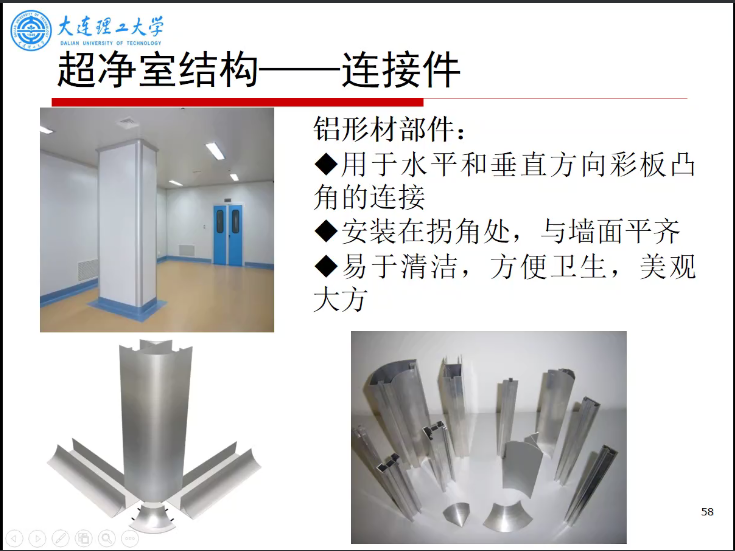 大连理工大学
DALIAN UNIVERSITY OF TECHNOLOGY
超净室结构——连接件
铝形材部件：
◆用于水平和垂直方向彩板凸
角的连接
◆安装在拐角处，与墙面平齐
◆易于清洁，方便卫生，美观
大方
58